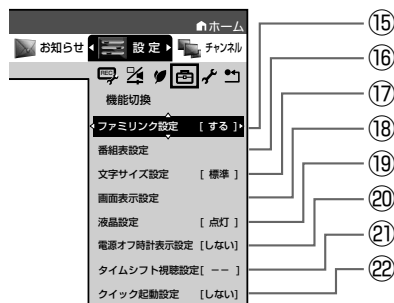 ホーム
お知らせ 設定 チャンネル
REC
機能切換
ファミリンク設定 [する] ⑮
番組表設定 ⑯
文字サイズ設定 [標準] ⑰
画面表示設定 ⑱
液晶設定 [点灯] ⑲
電源オフ時計表示設定 [しない] ⑳
タイムシフト視聴設定 [－－] ㉑
クイック起動設定 [しない] ㉒